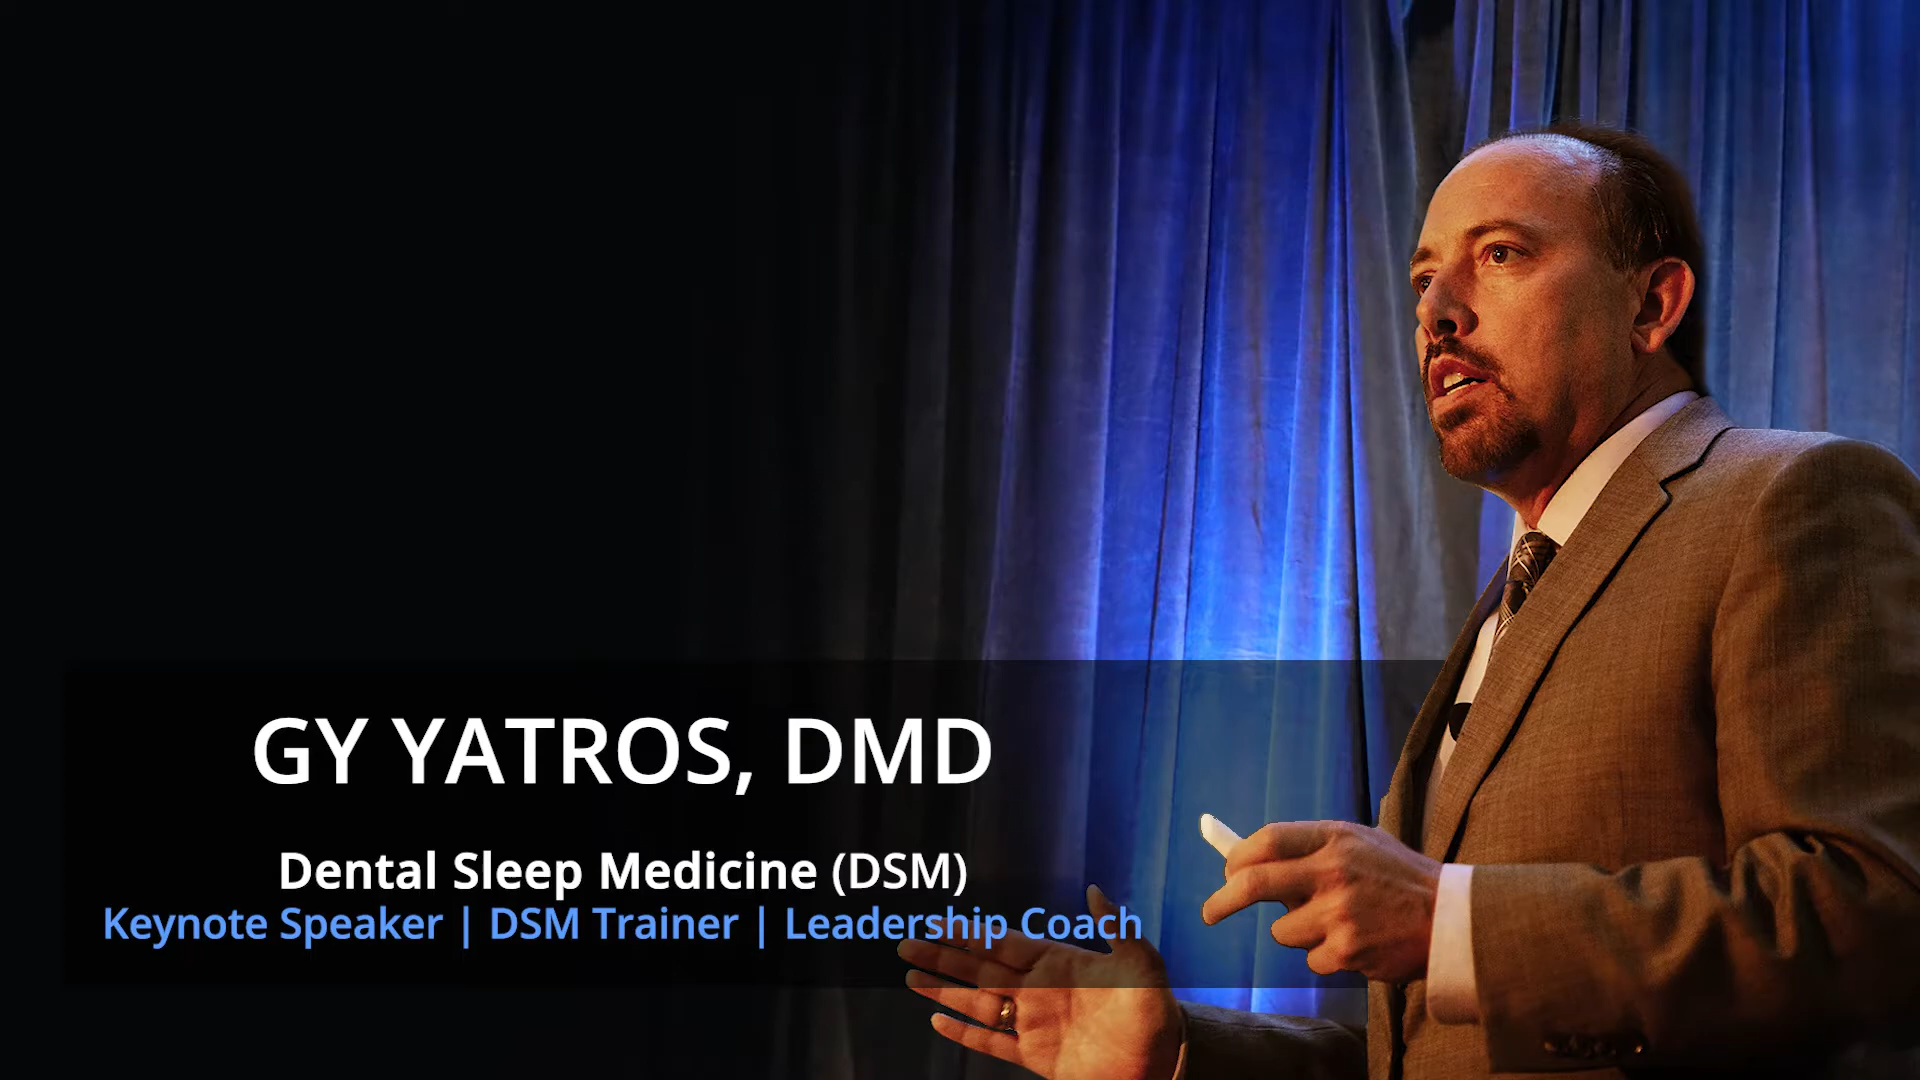 GY YATROS, DMD
Dental Sleep Medicine (DSM)
Keynote Speaker | DSM Trainer | Leadership Coach